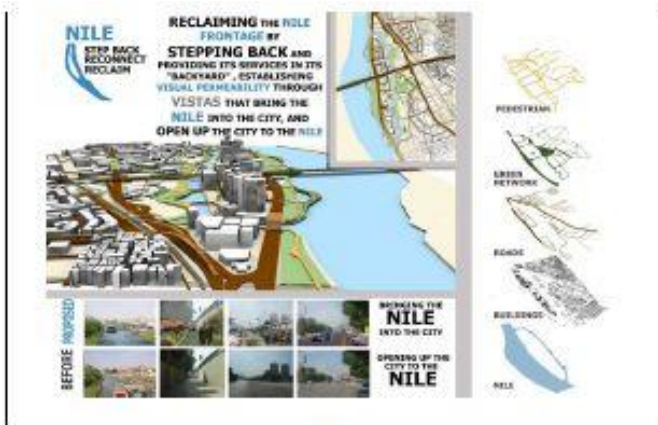 NILE
STEP BACK
RECONNECT
RECLAIM
RECLAIMING THE NILE
FRONTAGE BY
STEPPING BACK AND
PROVIDING ITS SERVICES IN ITS
"BACKYARD", ESTABLISHING
VISUAL PERMEABILITY THROUGH
VISTAS THAT BRING THE
NILE INTO THE CITY, AND
OPEN UP THE CITY TO THE NILE
PEDESTRIAN
GREEN
NETWORK
ROADS
BUILDINGS
NILE
BEFORE PROPOSED
BRINGING THE
NILE
INTO THE CITY
OPENING UP THE
CITY TO THE
NILE